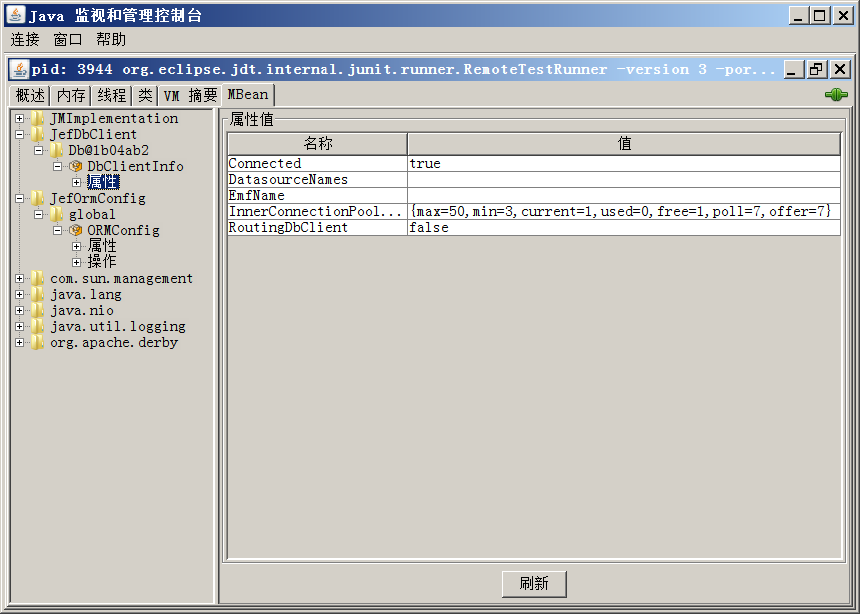 Java 监视和管理控制台
连接 窗口 帮助
pid: 3944 org.eclipse.jdt.internal.junit.runner.RemoteTestRunner -version 3 -por...
概述 内存 线程 类 VM 摘要 MBean
JMImplementation
JefDbClient
Db@1b04ab2
DbClientInfo
属性
JefOrmConfig
global
ORMConfig
属性
操作
com.sun.management
java.lang
java.nio
java.util.logging
org.apache.derby
属性值
名称 值
Connected true
DatasourceNames
EmfName
InnerConnectionPool... {max=50,min=3,current=1,used=0,free=1,poll=7,offer=7}
RoutingDbClient false
刷新